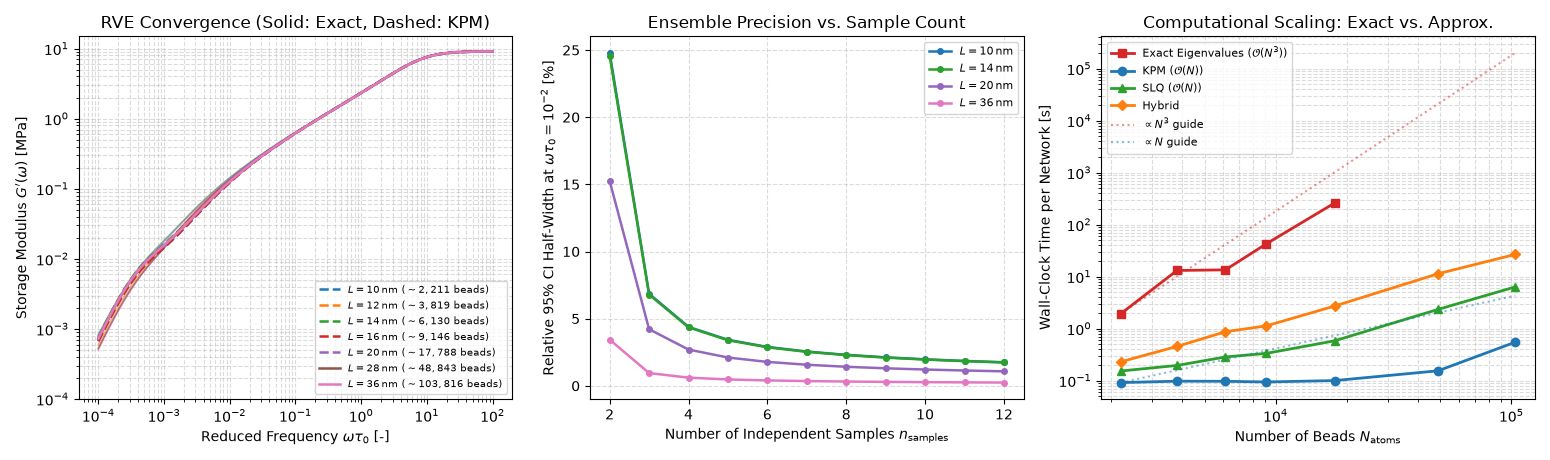 RVE Convergence (Solid: Exact, Dashed: KPM)
Storage Modulus G′(ω) [MPa]
10¹
10⁰
10⁻¹
10⁻²
10⁻³
10⁻⁴
10⁻⁴ 10⁻³ 10⁻² 10⁻¹ 10⁰ 10¹ 10²
Reduced Frequency ωτ₀ [-]
L = 10 nm (~2, 211 beads)
L = 12 nm (~3, 819 beads)
L = 14 nm (~6, 130 beads)
L = 16 nm (~9, 146 beads)
L = 20 nm (~17, 788 beads)
L = 28 nm (~48, 843 beads)
L = 36 nm (~103, 816 beads)
Ensemble Precision vs. Sample Count
Relative 95% CI Half-Width at ωτ₀ = 10⁻² [%]
25
20
15
10
5
0
2 4 6 8 10 12
Number of Independent Samples n_samples
L = 10 nm
L = 14 nm
L = 20 nm
L = 36 nm
Computational Scaling: Exact vs. Approx.
Wall-Clock Time per Network [s]
10⁵
10⁴
10³
10²
10¹
10⁰
10⁻¹
10⁴ 10⁵
Number of Beads N_atoms
Exact Eigenvalues (𝒪(N³))
KPM (𝒪(N))
SLQ (𝒪(N))
Hybrid
∝ N³ guide
∝ N guide